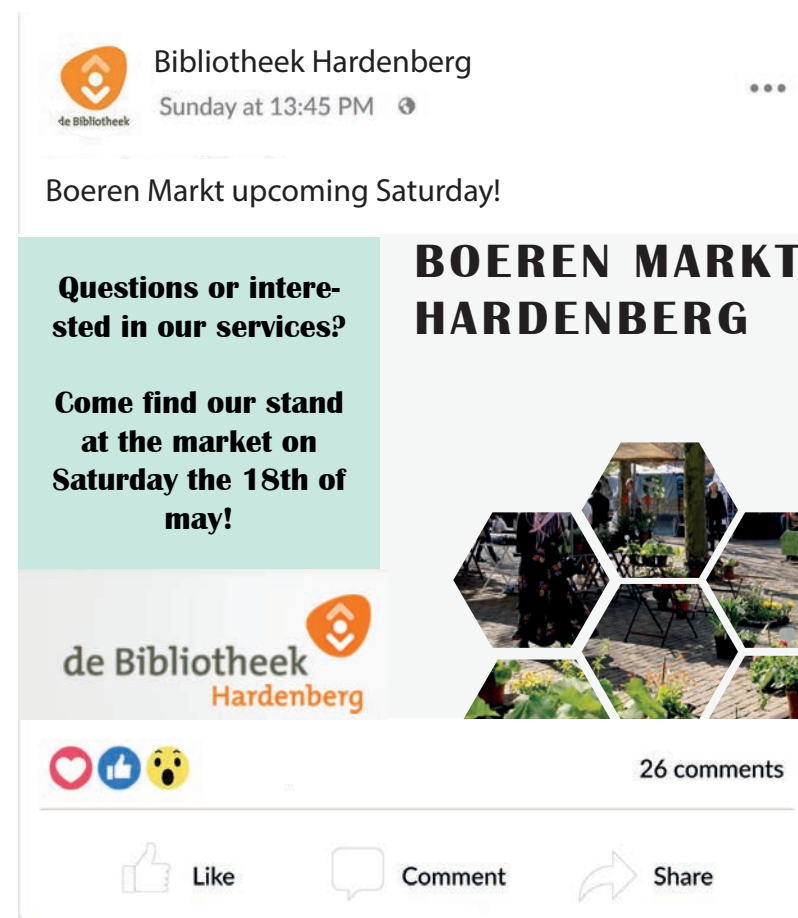 Bibliotheek Hardenberg
de Bibliotheek
Sunday at 13:45 PM
Boeren Markt upcoming Saturday!
Questions or intere-
sted in our services?
Come find our stand
at the market on
Saturday the 18th of
may!
BOEREN MARKT
HARDENBERG
de Bibliotheek
Hardenberg
26 comments
Like
Comment
Share